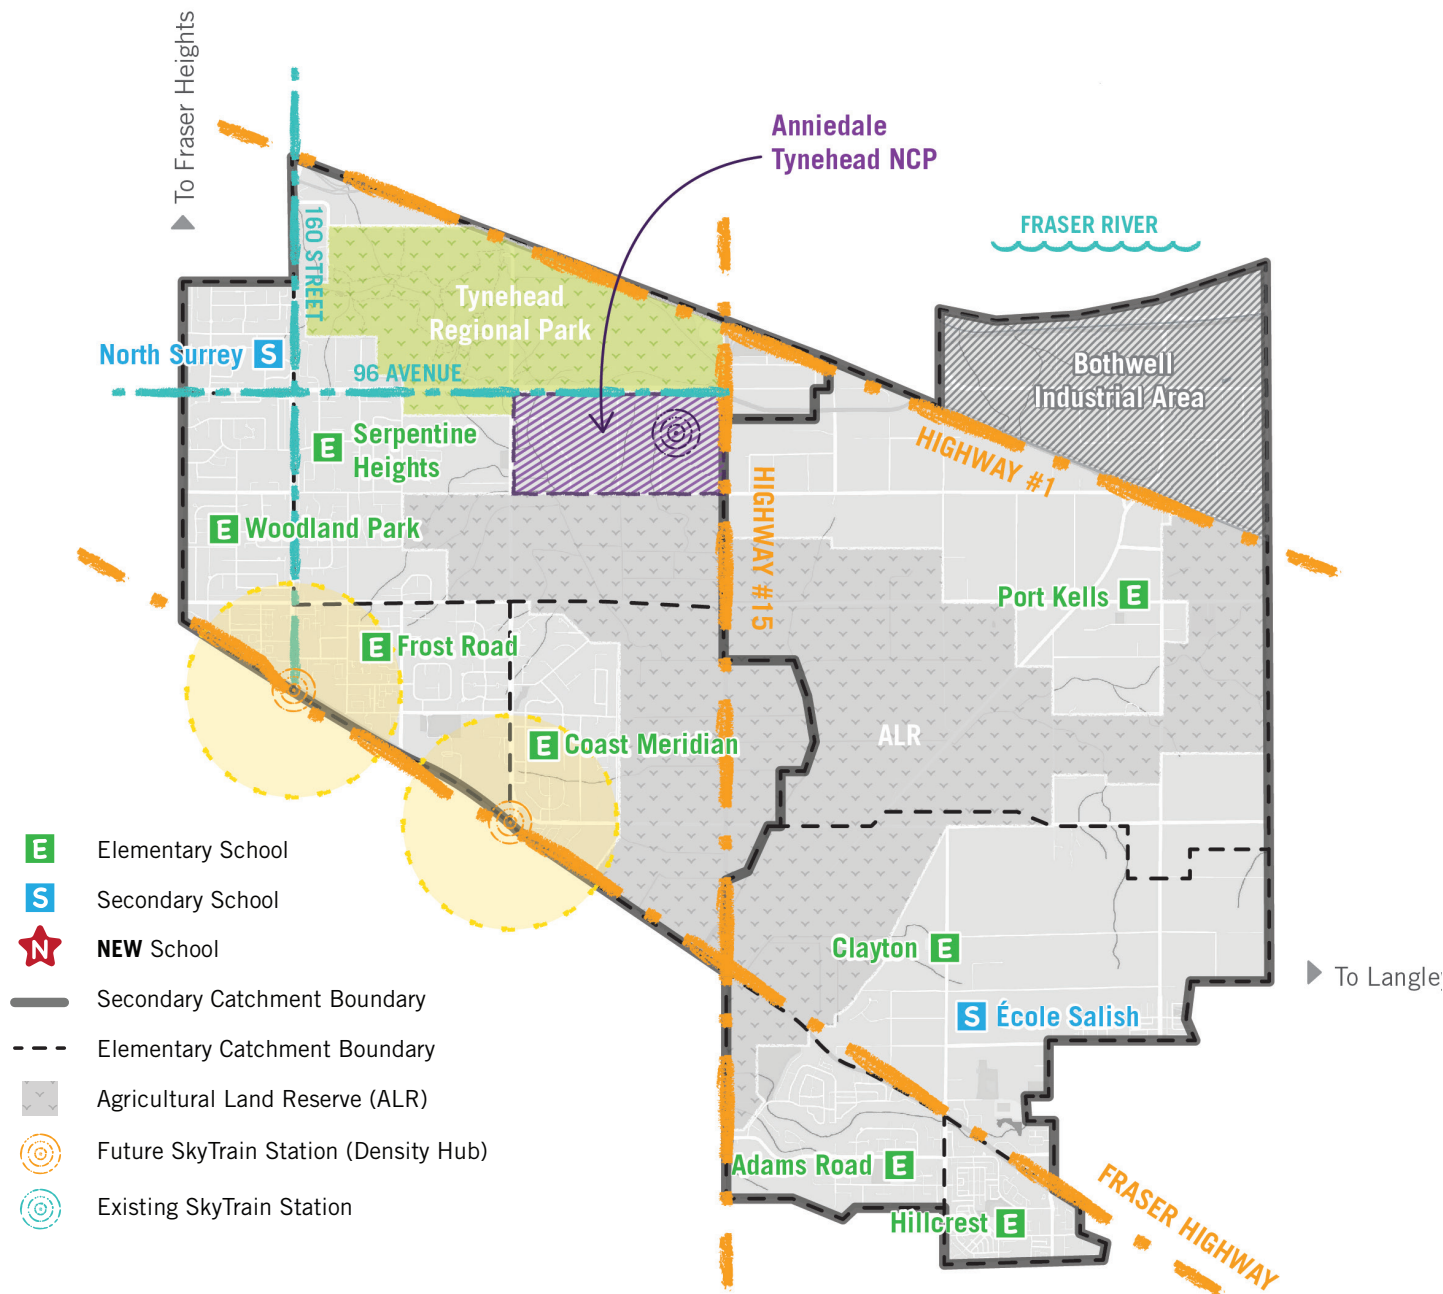 To Fraser Heights
Anniedale
Tynehead NCP
FRASER RIVER
160 STREET
Tynehead
Regional Park
North Surrey S
96 AVENUE
Bothwell
Industrial Area
HIGHWAY #1
E Serpentine
Heights
HIGHWAY #15
E Woodland Park
Port Kells E
E Frost Road
ALR
E Coast Meridian
E Elementary School
S Secondary School
N NEW School
Secondary Catchment Boundary
Elementary Catchment Boundary
Agricultural Land Reserve (ALR)
Future SkyTrain Station (Density Hub)
Existing SkyTrain Station
Clayton E
To Langley
S École Salish
Adams Road E
Hillcrest E
FRASER HIGHWAY